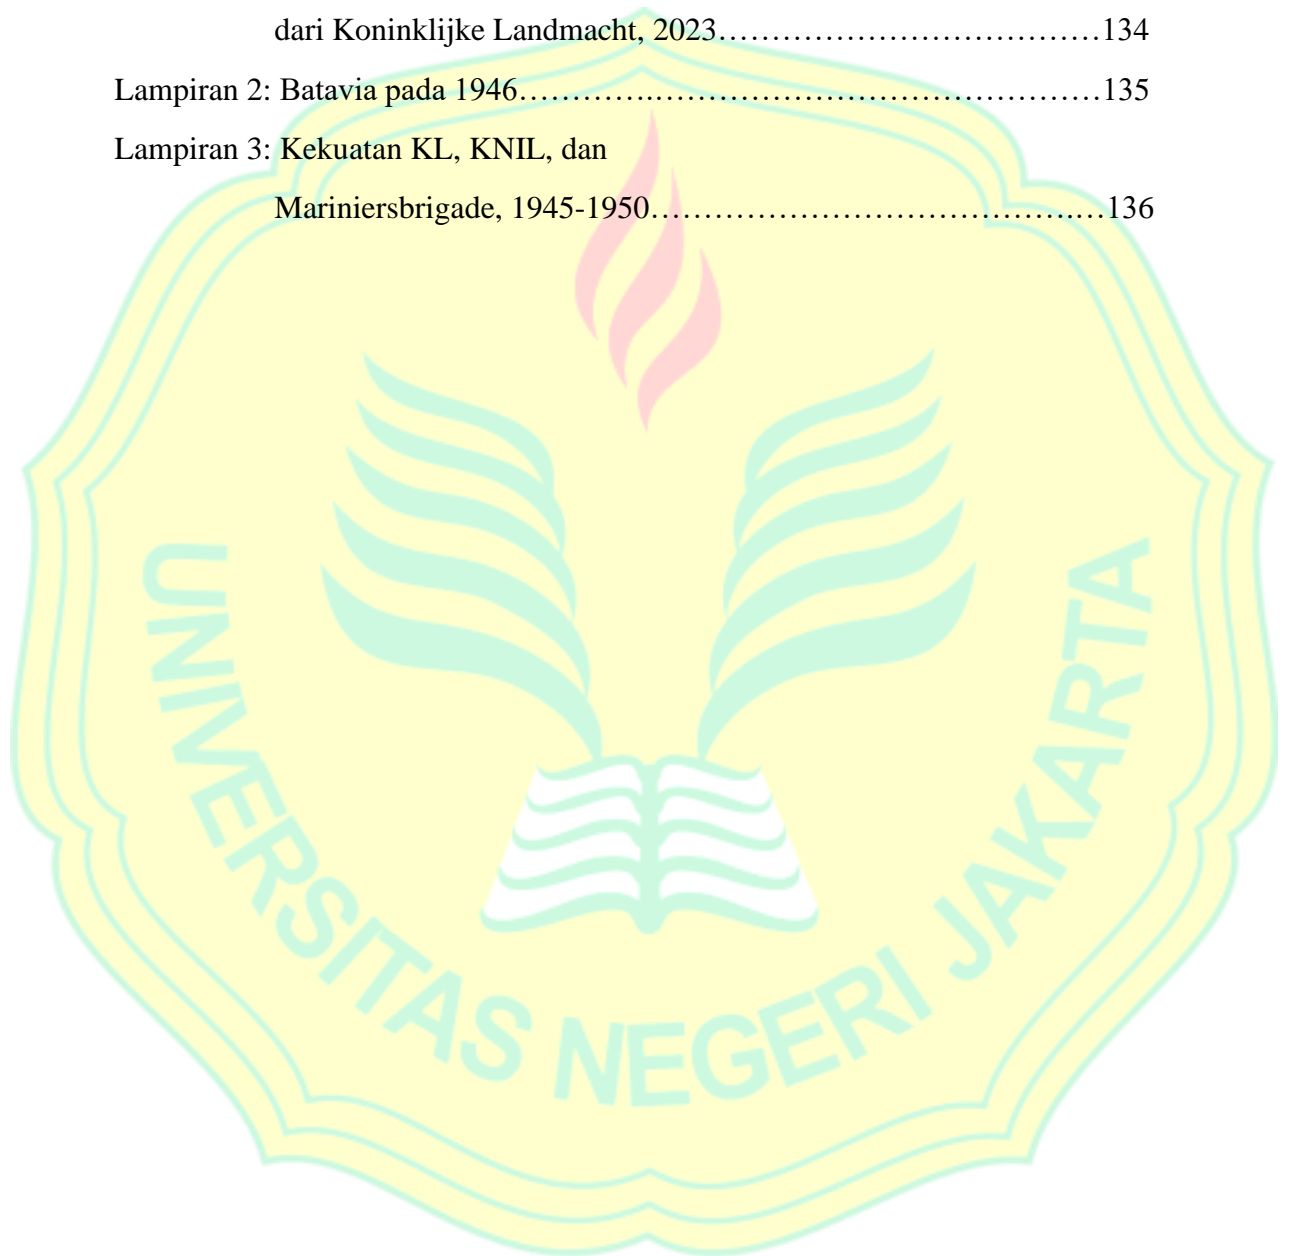 dari Koninklijke Landmacht, 2023………………………………134
Lampiran 2: Batavia pada 1946………………………………………………135
Lampiran 3: Kekuatan KL, KNIL, dan
Mariniersbrigade, 1945-1950……………………………………136
UNIVERSITAS NEGERI JAKARTA